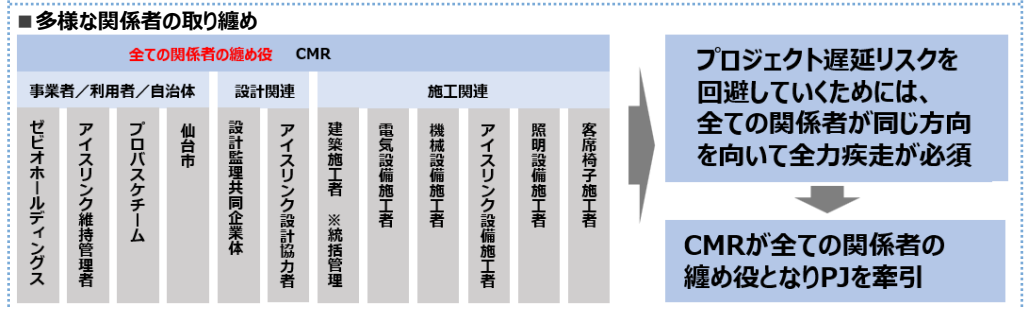 ■多様な関係者の取り纏め
全ての関係者の纏め役 CMR
事業者／利用者／自治体
設計関連
施工関連
ゼビオホールディングス
アイスリンク維持管理者
プロバスケチーム
仙台市
設計監理共同企業体
アイスリンク設計協力者
建築施工者 ※統括管理
電気設備施工者
機械設備施工者
アイスリンク設備施工者
照明設備施工者
客席椅子施工者
プロジェクト遅延リスクを
回避していくためには、
全ての関係者が同じ方向
を向いて全力疾走が必須
CMRが全ての関係者の
纏め役となりPJを牽引